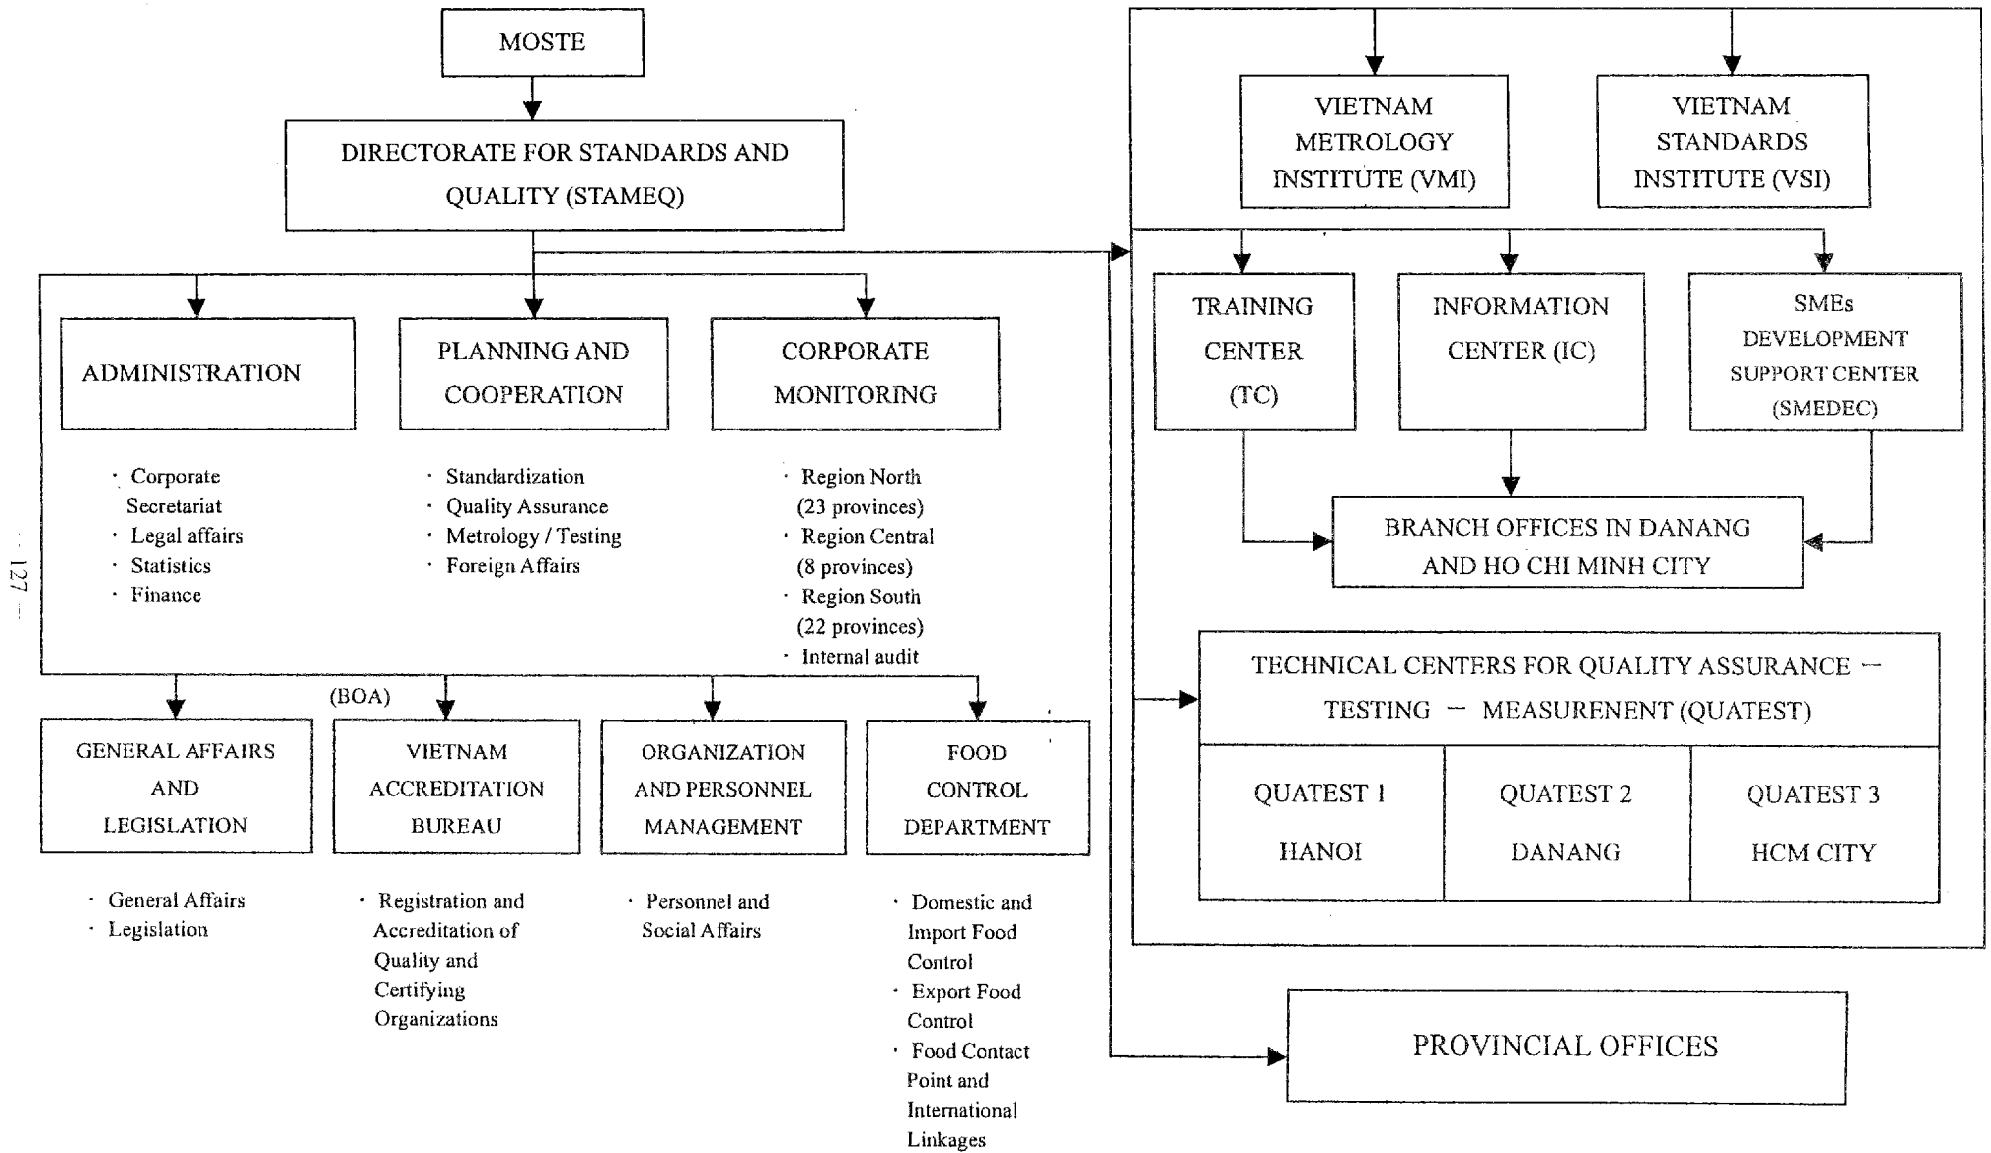 MOSTE
DIRECTORATE FOR STANDARDS AND
QUALITY (STAMEQ)
ADMINISTRATION
· Corporate
Secretariat
· Legal affairs
· Statistics
· Finance
PLANNING AND
COOPERATION
· Standardization
· Quality Assurance
· Metrology / Testing
· Foreign Affairs
CORPORATE
MONITORING
· Region North
(23 provinces)
· Region Central
(8 provinces)
· Region South
(22 provinces)
· Internal audit
GENERAL AFFAIRS
AND
LEGISLATION
· General Affairs
· Legislation
(BOA)
VIETNAM
ACCREDITATION
BUREAU
· Registration and
Accreditation of
Quality and
Certifying
Organizations
ORGANIZATION
AND PERSONNEL
MANAGEMENT
· Personnel and
Social Affairs
FOOD
CONTROL
DEPARTMENT
· Domestic and
Import Food
Control
· Export Food
Control
· Food Contact
Point and
International
Linkages
VIETNAM
METROLOGY
INSTITUTE (VMI)
VIETNAM
STANDARDS
INSTITUTE (VSI)
TRAINING
CENTER
(TC)
INFORMATION
CENTER (IC)
SMEs
DEVELOPMENT
SUPPORT CENTER
(SMEDEC)
BRANCH OFFICES IN DANANG
AND HO CHI MINH CITY
TECHNICAL CENTERS FOR QUALITY ASSURANCE —
TESTING — MEASURENENT (QUATEST)
QUATEST 1
HANOI
QUATEST 2
DANANG
QUATEST 3
HCM CITY
PROVINCIAL OFFICES
— 127 —